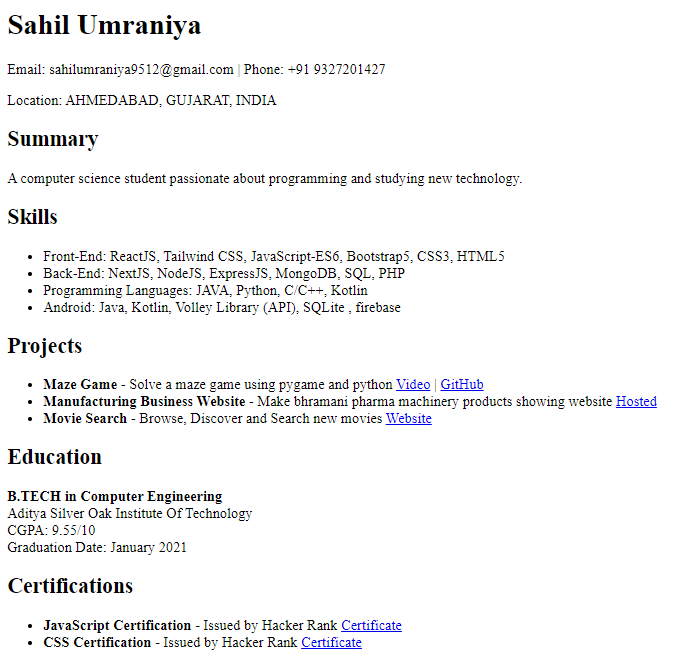 Sahil Umraniya
Email: sahilumraniya9512@gmail.com | Phone: +91 9327201427
Location: AHMEDABAD, GUJARAT, INDIA
Summary
A computer science student passionate about programming and studying new technology.
Skills
• Front-End: ReactJS, Tailwind CSS, JavaScript-ES6, Bootstrap5, CSS3, HTML5
• Back-End: NextJS, NodeJS, ExpressJS, MongoDB, SQL, PHP
• Programming Languages: JAVA, Python, C/C++, Kotlin
• Android: Java, Kotlin, Volley Library (API), SQLite , firebase
Projects
• Maze Game - Solve a maze game using pygame and python Video | GitHub
• Manufacturing Business Website - Make bhramani pharma machinery products showing website Hosted
• Movie Search - Browse, Discover and Search new movies Website
Education
B.TECH in Computer Engineering
Aditya Silver Oak Institute Of Technology
CGPA: 9.55/10
Graduation Date: January 2021
Certifications
• JavaScript Certification - Issued by Hacker Rank Certificate
• CSS Certification - Issued by Hacker Rank Certificate